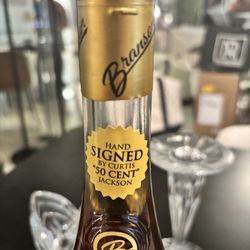 Branson
HAND
SIGNED
BY CURTIS
"50 CENT"
JACKSON
B